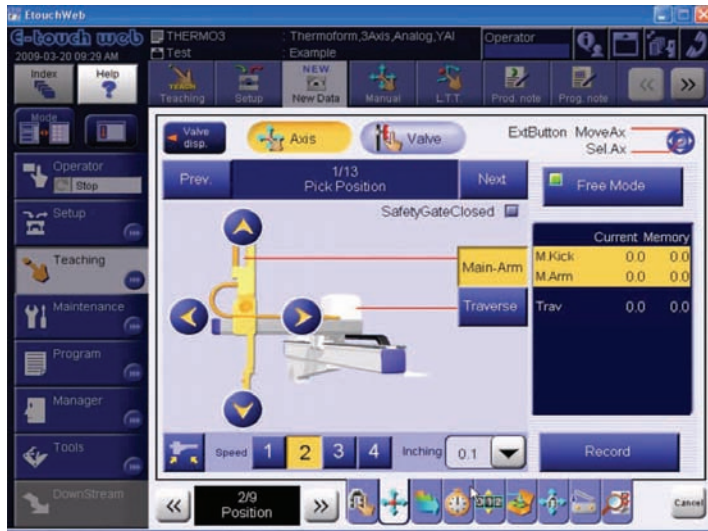 EtouchWeb
E-touch web
2009-03-20 09:29 AM
THERMO3 : Thermoform,3Axis,Analog,YAI
Test : Example
Operator
Index
Help
Teaching
Setup
NEW
New Data
Manual
L.T.T.
Prod. note
Prog. note
Mode
Operator
Stop
Setup
Teaching
Maintenance
Program
Manager
Tools
DownStream
Valve disp.
Axis
Valve
ExtButton MoveAx
Sel.Ax
Prev.
1/13
Pick Position
Next
Free Mode
SafetyGateClosed
Main-Arm
Traverse
Current Memory
M.Kick 0.0 0.0
M.Arm 0.0 0.0
Trav 0.0 0.0
Speed 1 2 3 4 Inching 0.1
Record
2/9
Position
Cancel